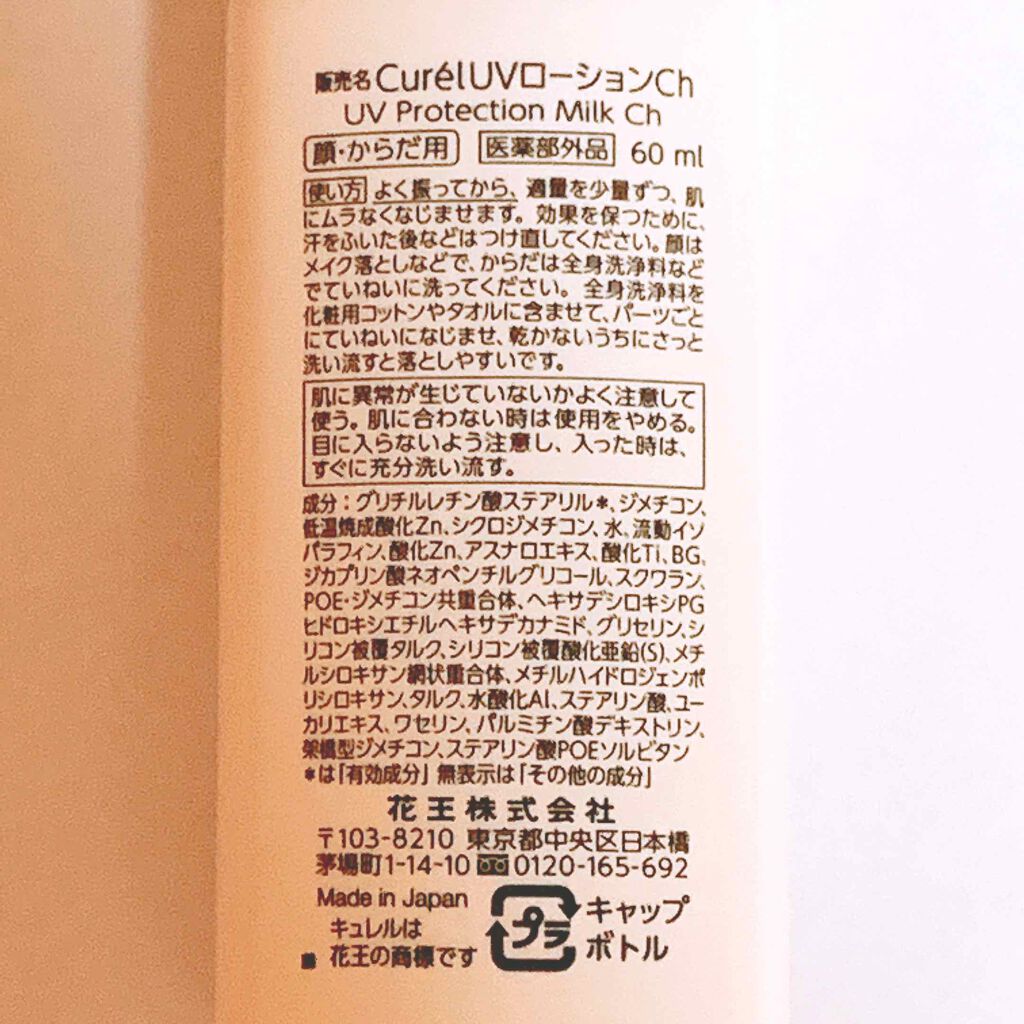 販売名 CurélUVローションCh
UV Protection Milk Ch
顔・からだ用 医薬部外品 60 ml
使い方 よく振ってから、適量を少量ずつ、肌
にムラなくなじませます。効果を保つために、
汗をふいた後などはつけ直してください。顔は
メイク落としなどで、からだは全身洗浄料など
でていねいに洗ってください。 全身洗浄料を
化粧用コットンやタオルに含ませて、パーツごと
にていねいになじませ、乾かないうちにさっと
洗い流すと落としやすいです。
肌に異常が生じていないかよく注意して
使う。肌に合わない時は使用をやめる。
目に入らないよう注意し、入った時は、
すぐに充分洗い流す。
成分：グリチルレチン酸ステアリル＊、ジメチコン、
低温焼成酸化Zn、シクロジメチコン、水、流動イソ
パラフィン、酸化Zn、アスナロエキス、酸化Ti、BG、
ジカプリン酸ネオペンチルグリコール、スクワラン、
POE・ジメチコン共重合体、ヘキサデシロキシPG
ヒドロキシエチルヘキサデカナミド、グリセリン、シ
リコン被覆タルク、シリコン被覆酸化亜鉛(S)、メチ
ルシロキサン網状重合体、メチルハイドロジェンポ
リシロキサン、タルク、水酸化Al、ステアリン酸、ユー
カリエキス、ワセリン、パルミチン酸デキストリン、
架橋型ジメチコン、ステアリン酸POEソルビタン
＊は「有効成分」 無表示は「その他の成分」
花王株式会社
〒103-8210 東京都中央区日本橋
茅場町1-14-10 0120-165-692
Made in Japan
キュレルは
花王の商標です
プラ
キャップ
ボトル